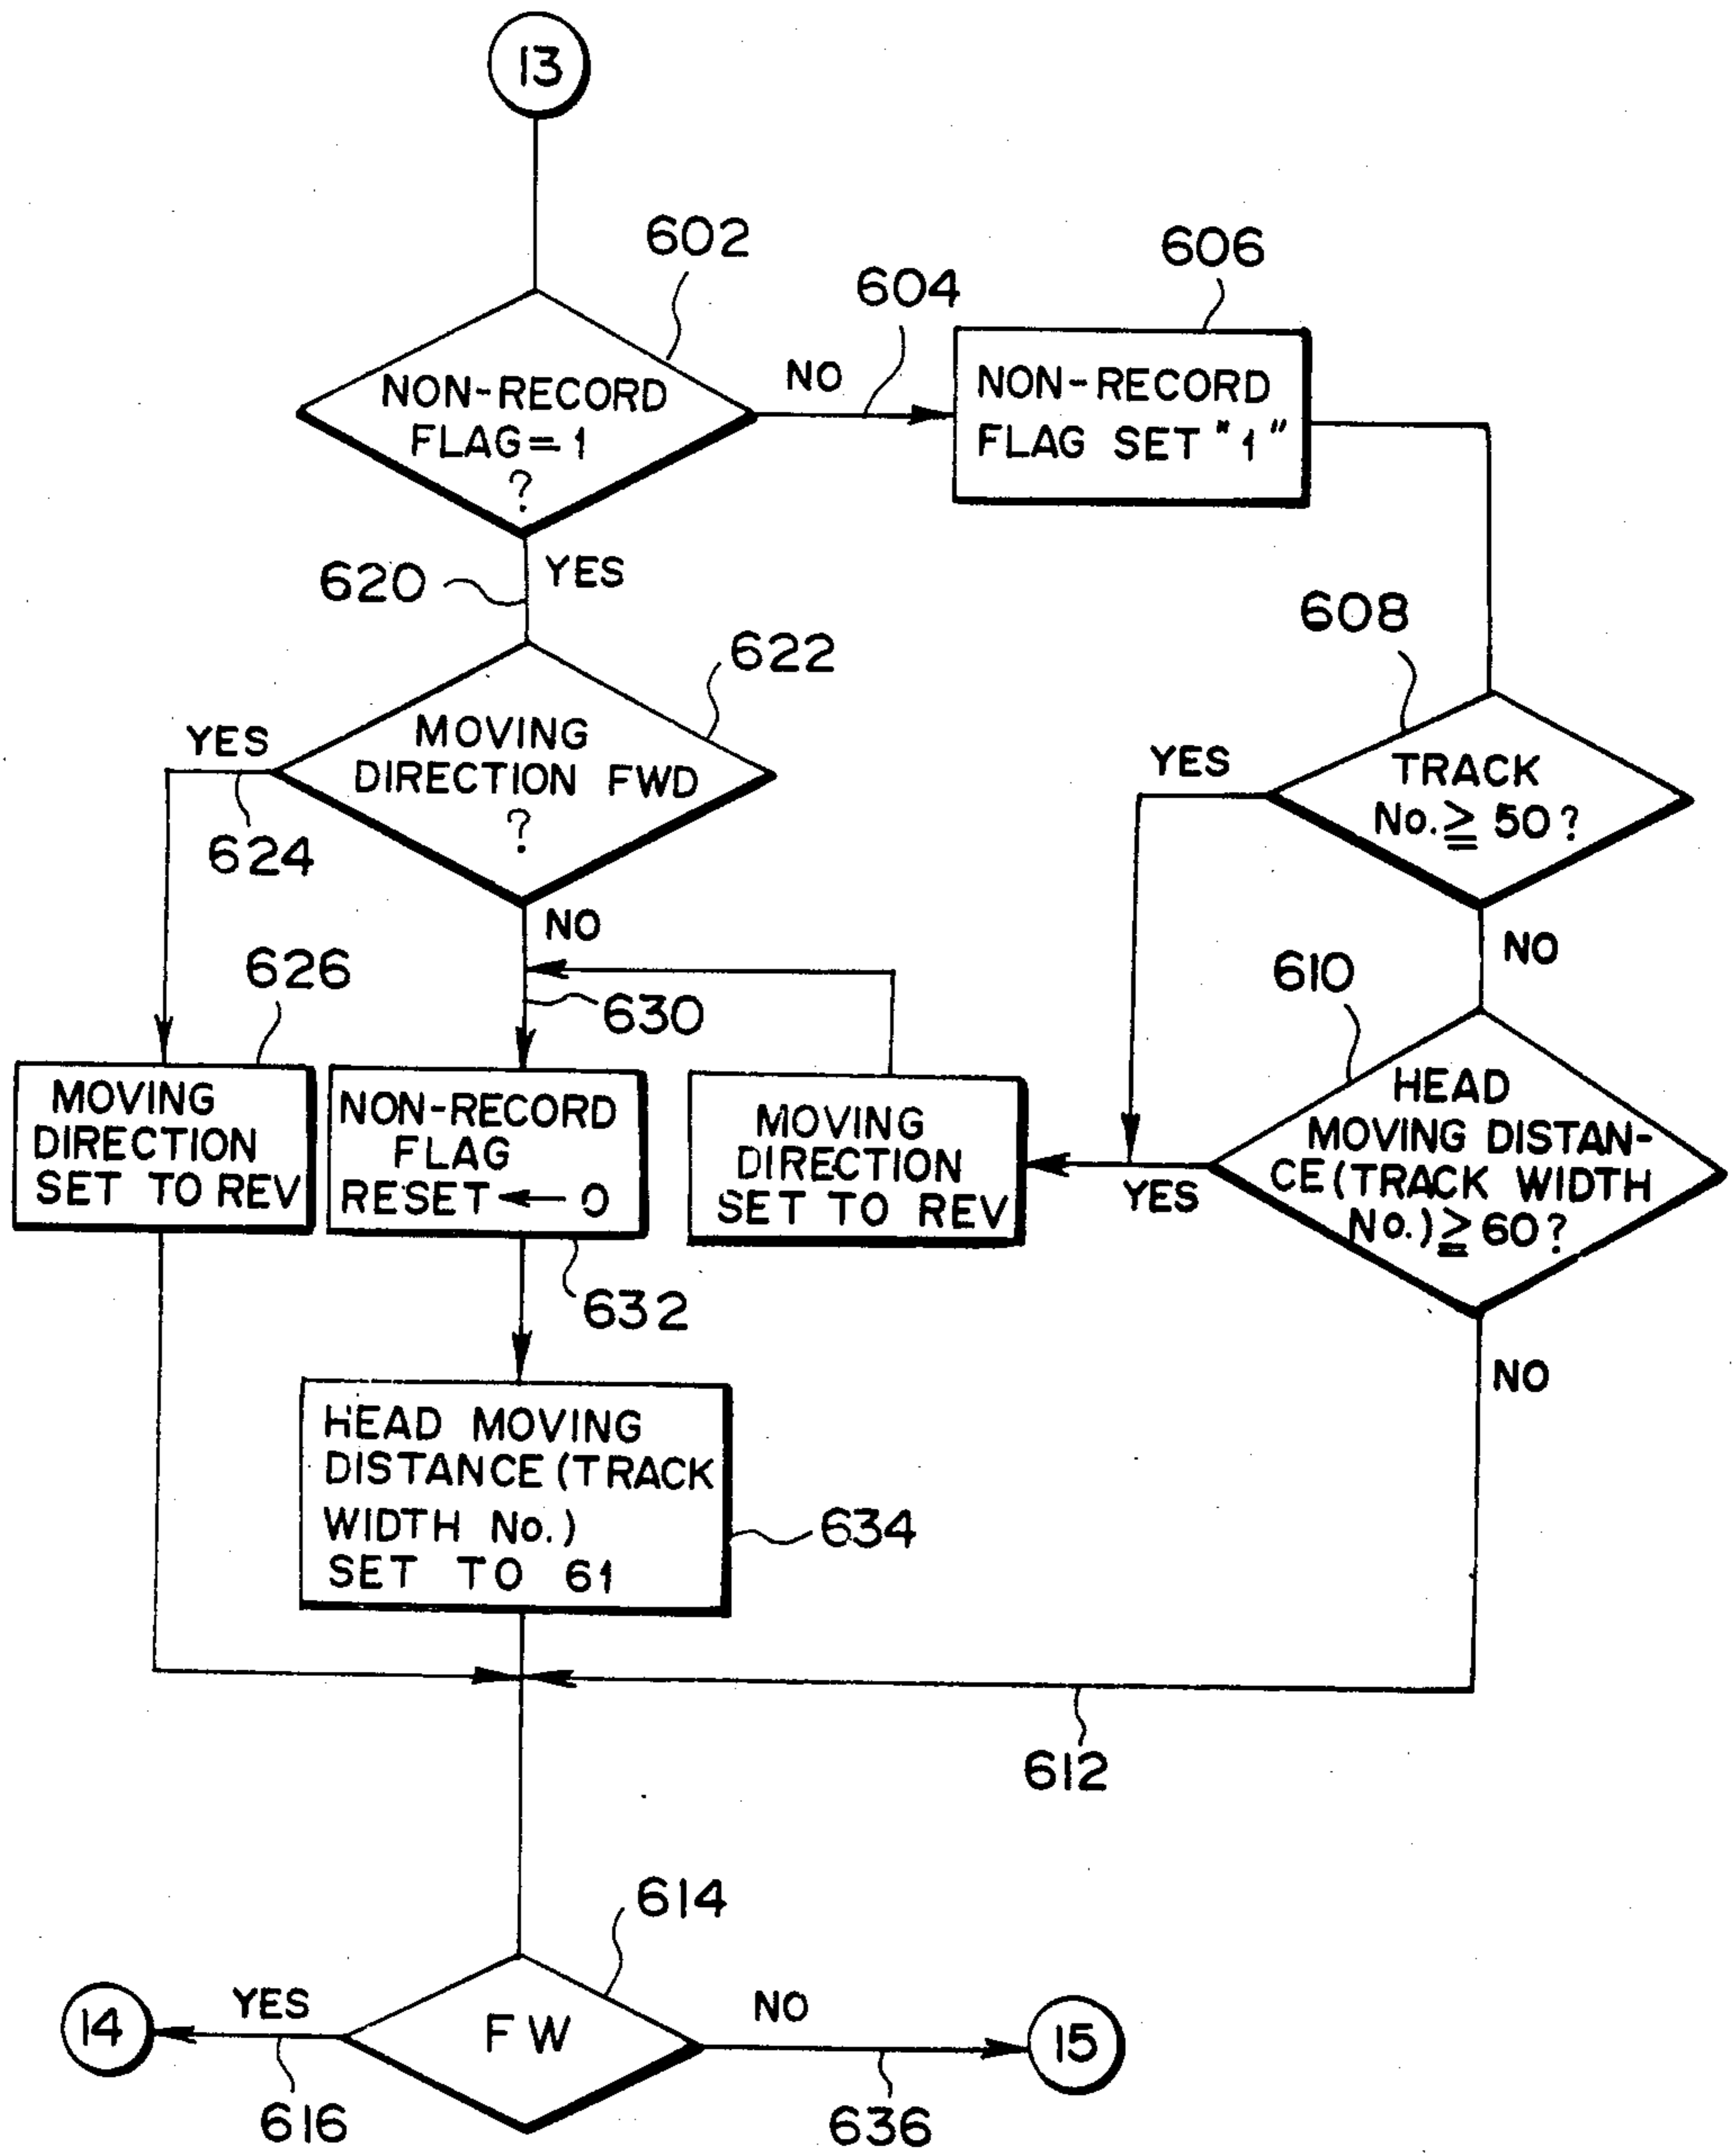 13
602
604
606
NON-RECORD
FLAG=1
?
NO
NON-RECORD
FLAG SET "1"
620
YES
608
622
MOVING
DIRECTION FWD
?
YES
624
YES
TRACK
No.≧ 50?
NO
NO
626
630
610
MOVING
DIRECTION
SET TO REV
NON-RECORD
FLAG
RESET ← 0
632
MOVING
DIRECTION
SET TO REV
YES
HEAD
MOVING DISTAN-
CE(TRACK WIDTH
No.)≧60?
NO
HEAD MOVING
DISTANCE (TRACK
WIDTH No.)
SET TO 61
634
612
614
14
YES
616
FW
NO
636
15